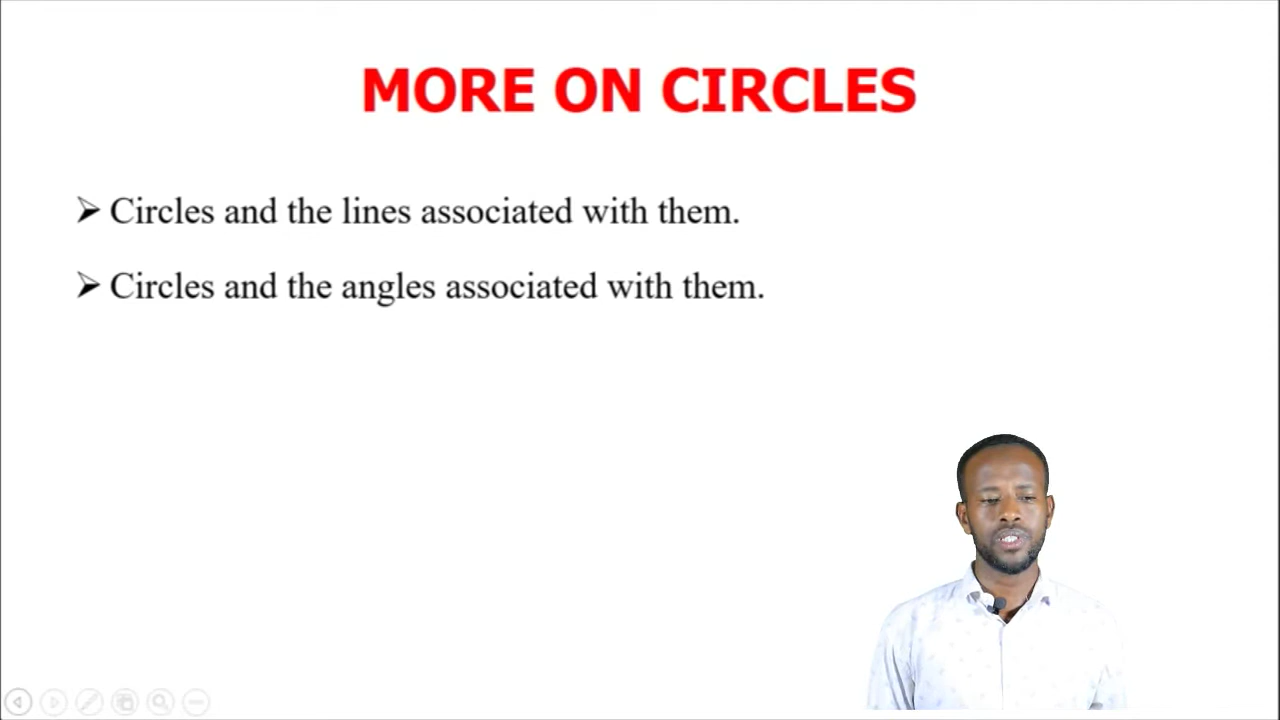 MORE ON CIRCLES
Circles and the lines associated with them.
Circles and the angles associated with them.